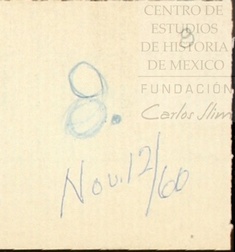 CENTRO DE
ESTUDIOS
DE HISTORIA
DE MEXICO
FUNDACIÓN
Carlos Slim
8.
Nov. 12/60